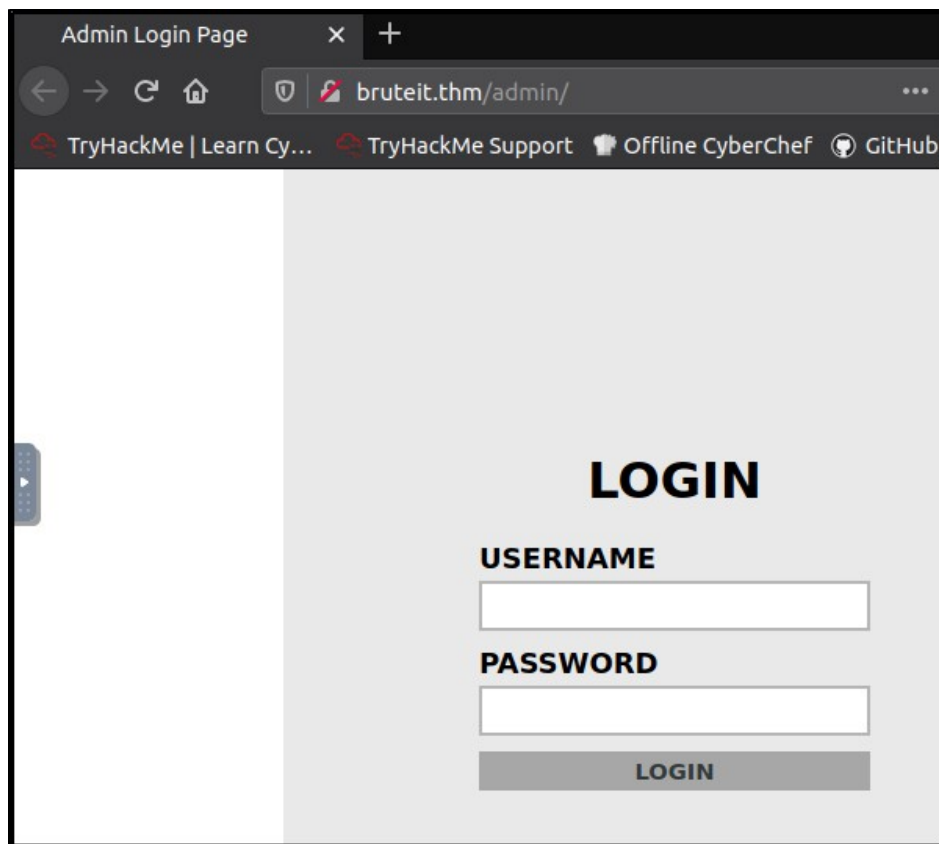 Admin Login Page
bruteit.thm/admin/
TryHackMe | Learn Cy... TryHackMe Support Offline CyberChef GitHub
LOGIN
USERNAME
PASSWORD
LOGIN